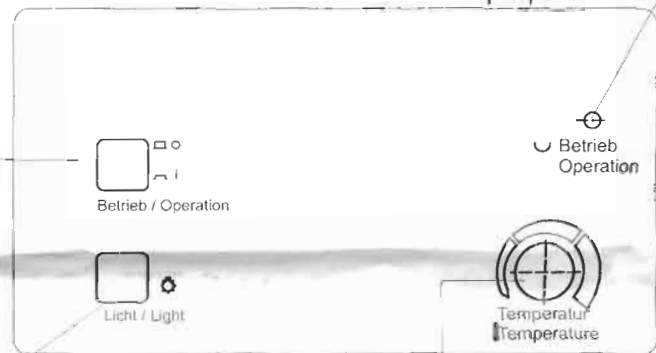 O
I
Betrieb / Operation
Licht / Light
Betrieb
Operation
Temperatur
Temperature